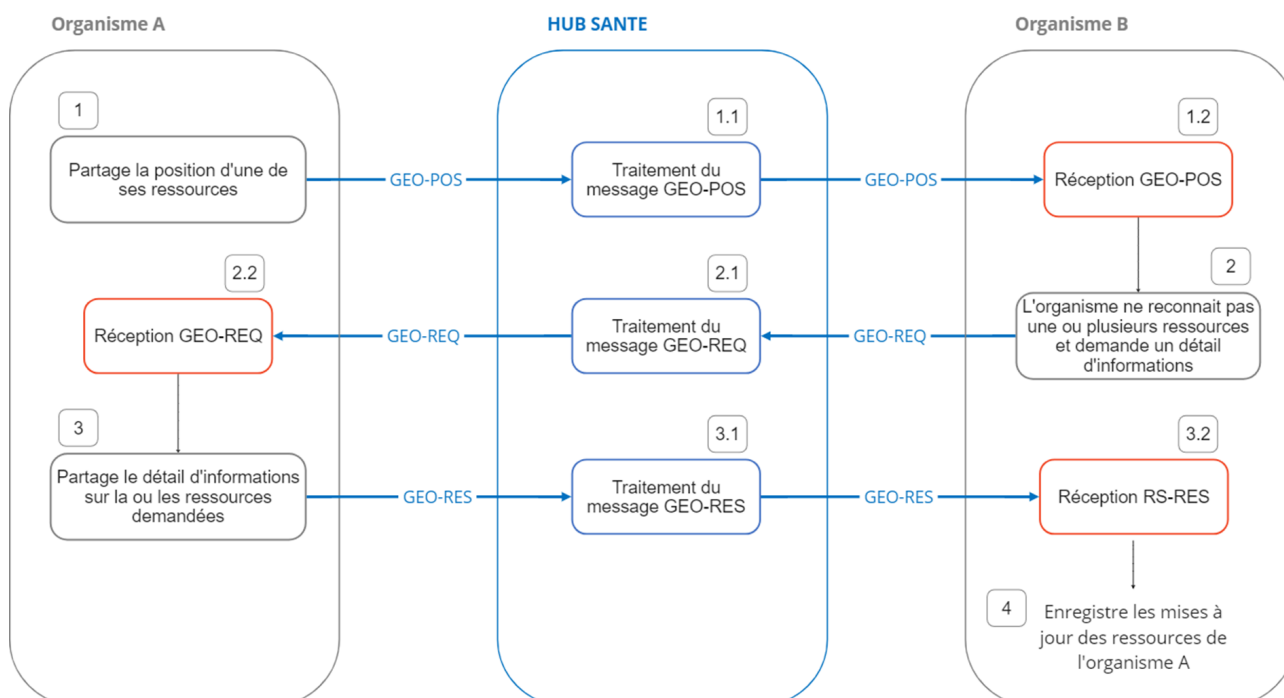 Organisme A
HUB SANTE
Organisme B
1
1.1
1.2
Partage la position d'une de
ses ressources
GEO-POS
Traitement du
message GEO-POS
GEO-POS
Réception GEO-POS
2.2
2.1
2
Réception GEO-REQ
GEO-REQ
Traitement du
message GEO-REQ
GEO-REQ
L'organisme ne reconnait pas
une ou plusieurs ressources
et demande un détail
d'informations
3
3.1
3.2
Partage le détail d'informations
sur la ou les ressources
demandées
GEO-RES
Traitement du
message GEO-RES
GEO-RES
Réception RS-RES
4
Enregistre les mises à
jour des ressources de
l'organisme A